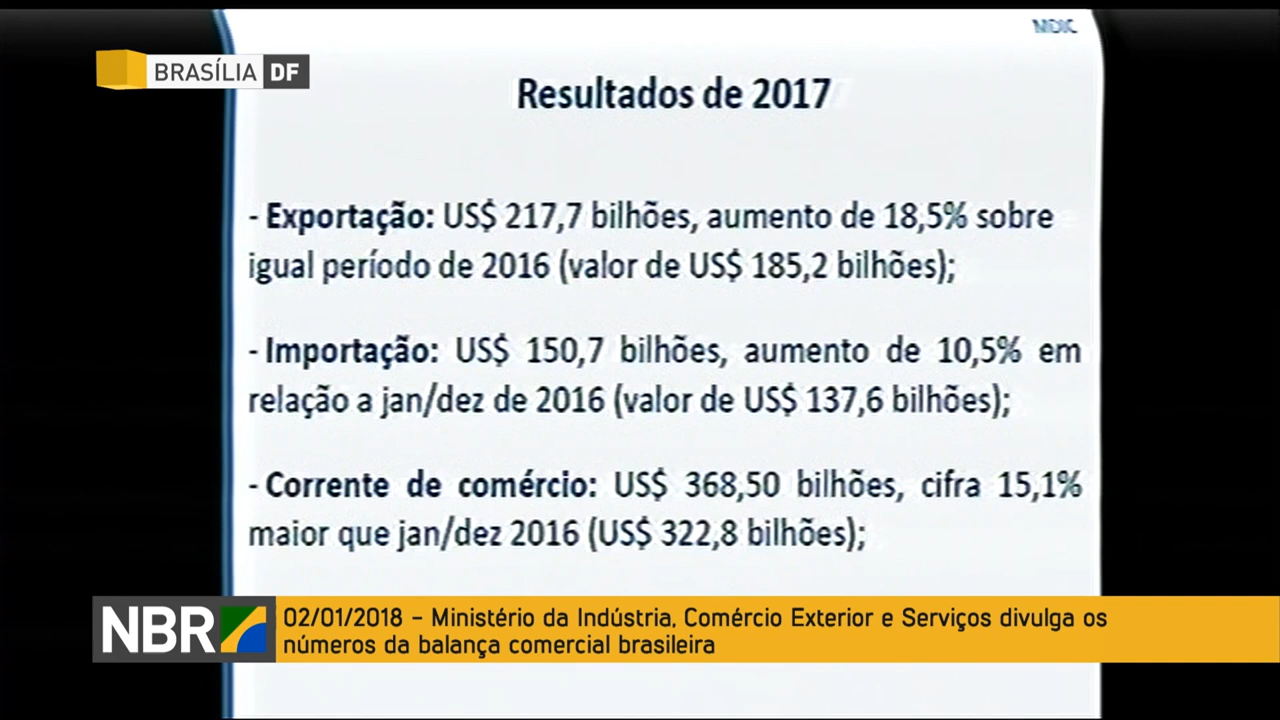 MDIC
BRASÍLIA DF
Resultados de 2017
- Exportação: US$ 217,7 bilhões, aumento de 18,5% sobre
igual período de 2016 (valor de US$ 185,2 bilhões);
- Importação: US$ 150,7 bilhões, aumento de 10,5% em
relação a jan/dez de 2016 (valor de US$ 137,6 bilhões);
- Corrente de comércio: US$ 368,50 bilhões, cifra 15,1%
maior que jan/dez 2016 (US$ 322,8 bilhões);
NBR
02/01/2018 – Ministério da Indústria, Comércio Exterior e Serviços divulga os
números da balança comercial brasileira